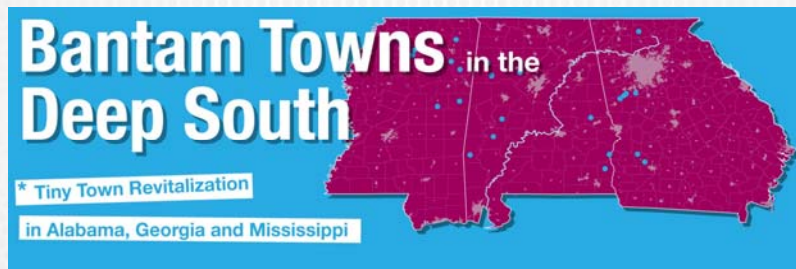 Bantam Towns in the
Deep South
* Tiny Town Revitalization
in Alabama, Georgia and Mississippi